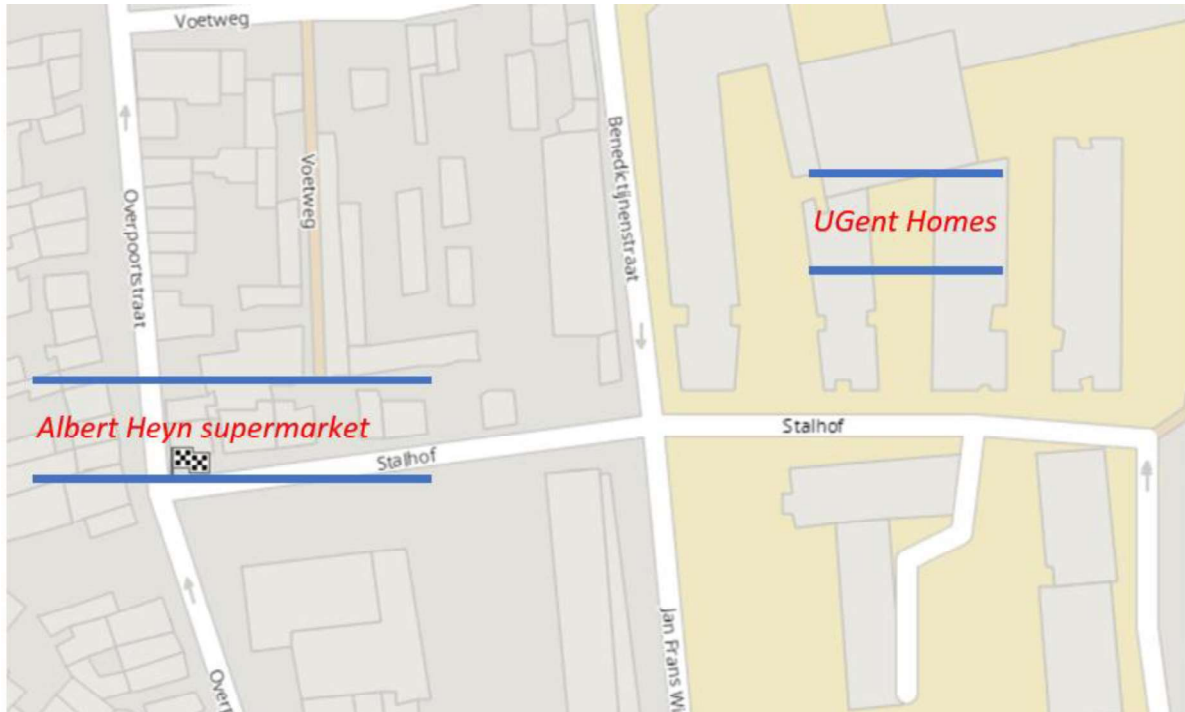 Voetweg
Benedictijnenstraat
Voetweg
Overpoortstraat
UGent Homes
Albert Heyn supermarket
Stalhof
Stalhof
Jan Frans Wi
Overp